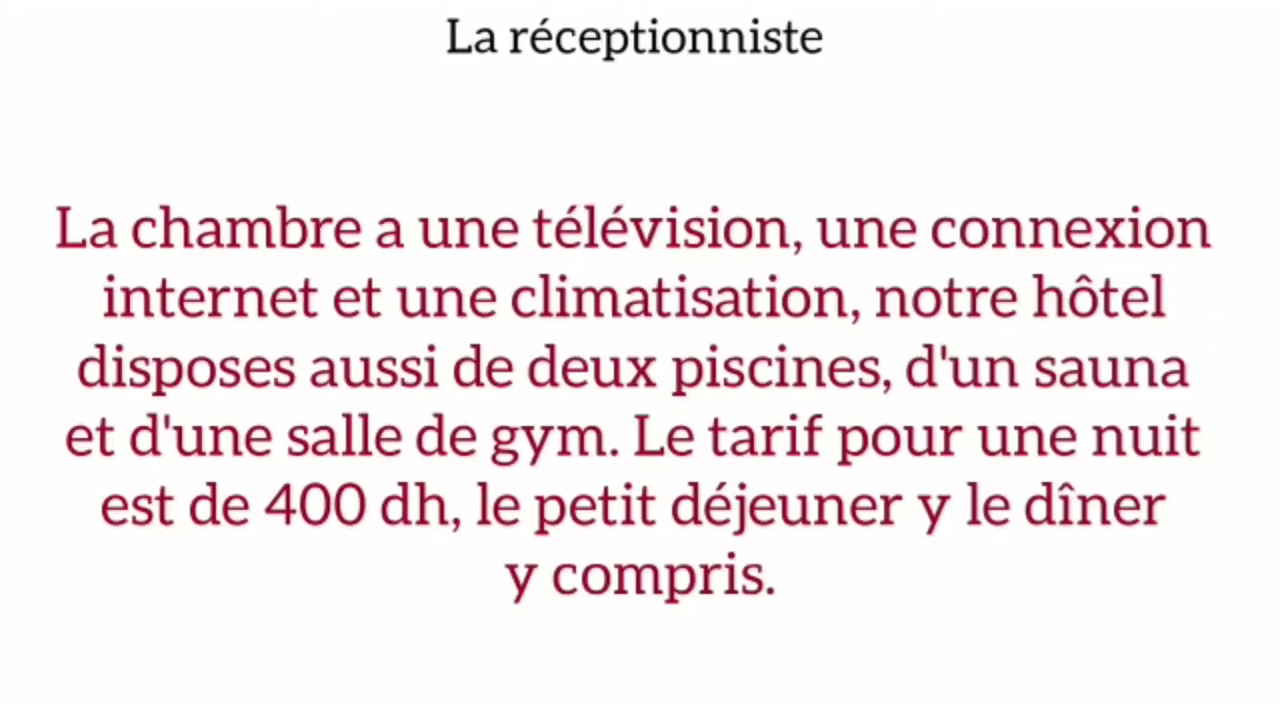 La réceptionniste
La chambre a une télévision, une connexion
internet et une climatisation, notre hôtel
disposes aussi de deux piscines, d'un sauna
et d'une salle de gym. Le tarif pour une nuit
est de 400 dh, le petit déjeuner y le dîner
y compris.